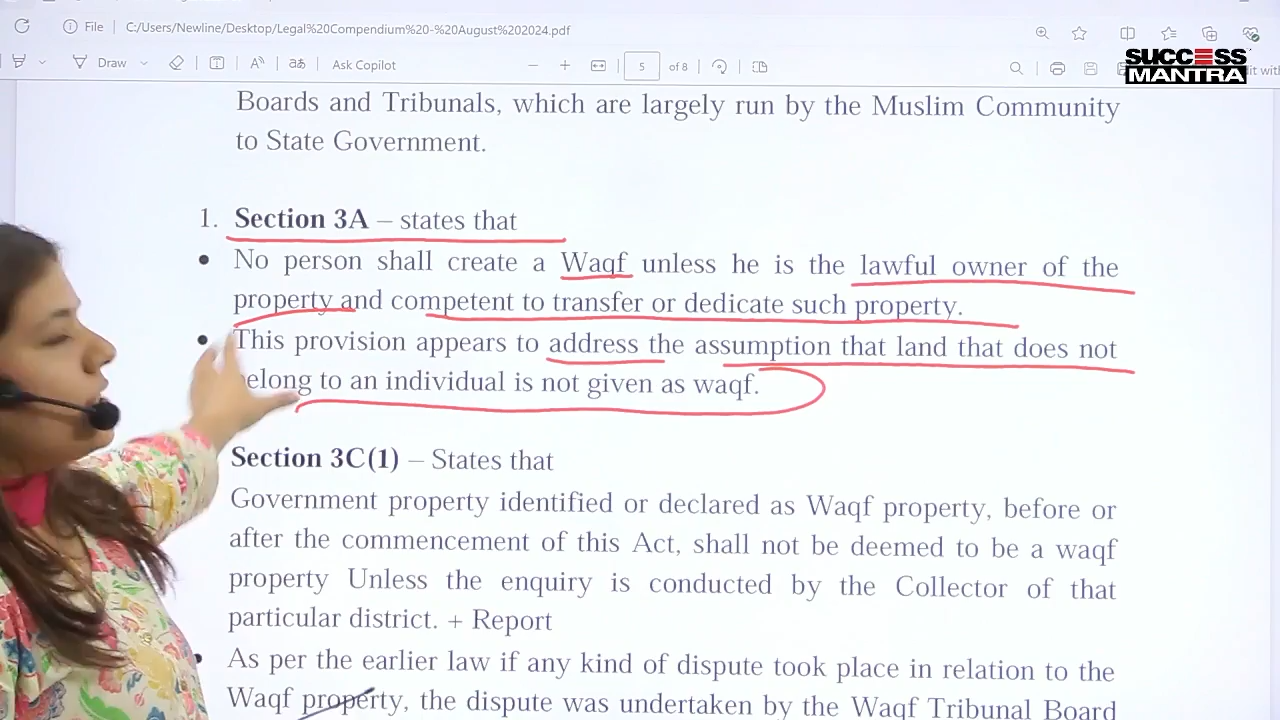 File C:/Users/Newline/Desktop/Legal%20Compendium%20-%20August%202024.pdf
Draw aあ Ask Copilot 5 of 8
SUCCESS
MANTRA
Boards and Tribunals, which are largely run by the Muslim Community
to State Government.
1. Section 3A – states that
• No person shall create a Waqf unless he is the lawful owner of the
property and competent to transfer or dedicate such property.
• This provision appears to address the assumption that land that does not
to an individual is not given as waqf.
Section 3C(1) – States that
Government property identified or declared as Waqf property, before or
after the commencement of this Act, shall not be deemed to be a waqf
property Unless the enquiry is conducted by the Collector of that
particular district. + Report
• As per the earlier law if any kind of dispute took place in relation to the
Waqf property, the dispute was undertaken by the Waqf Tribunal Board